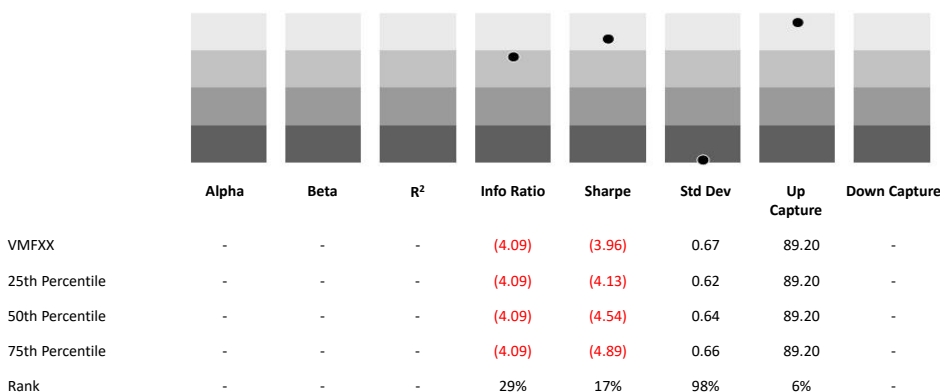 Alpha Beta R² Info Ratio Sharpe Std Dev Up Capture Down Capture
VMFXX - - - (4.09) (3.96) 0.67 89.20 -
25th Percentile - - - (4.09) (4.13) 0.62 89.20 -
50th Percentile - - - (4.09) (4.54) 0.64 89.20 -
75th Percentile - - - (4.09) (4.89) 0.66 89.20 -
Rank - - - 29% 17% 98% 6% -